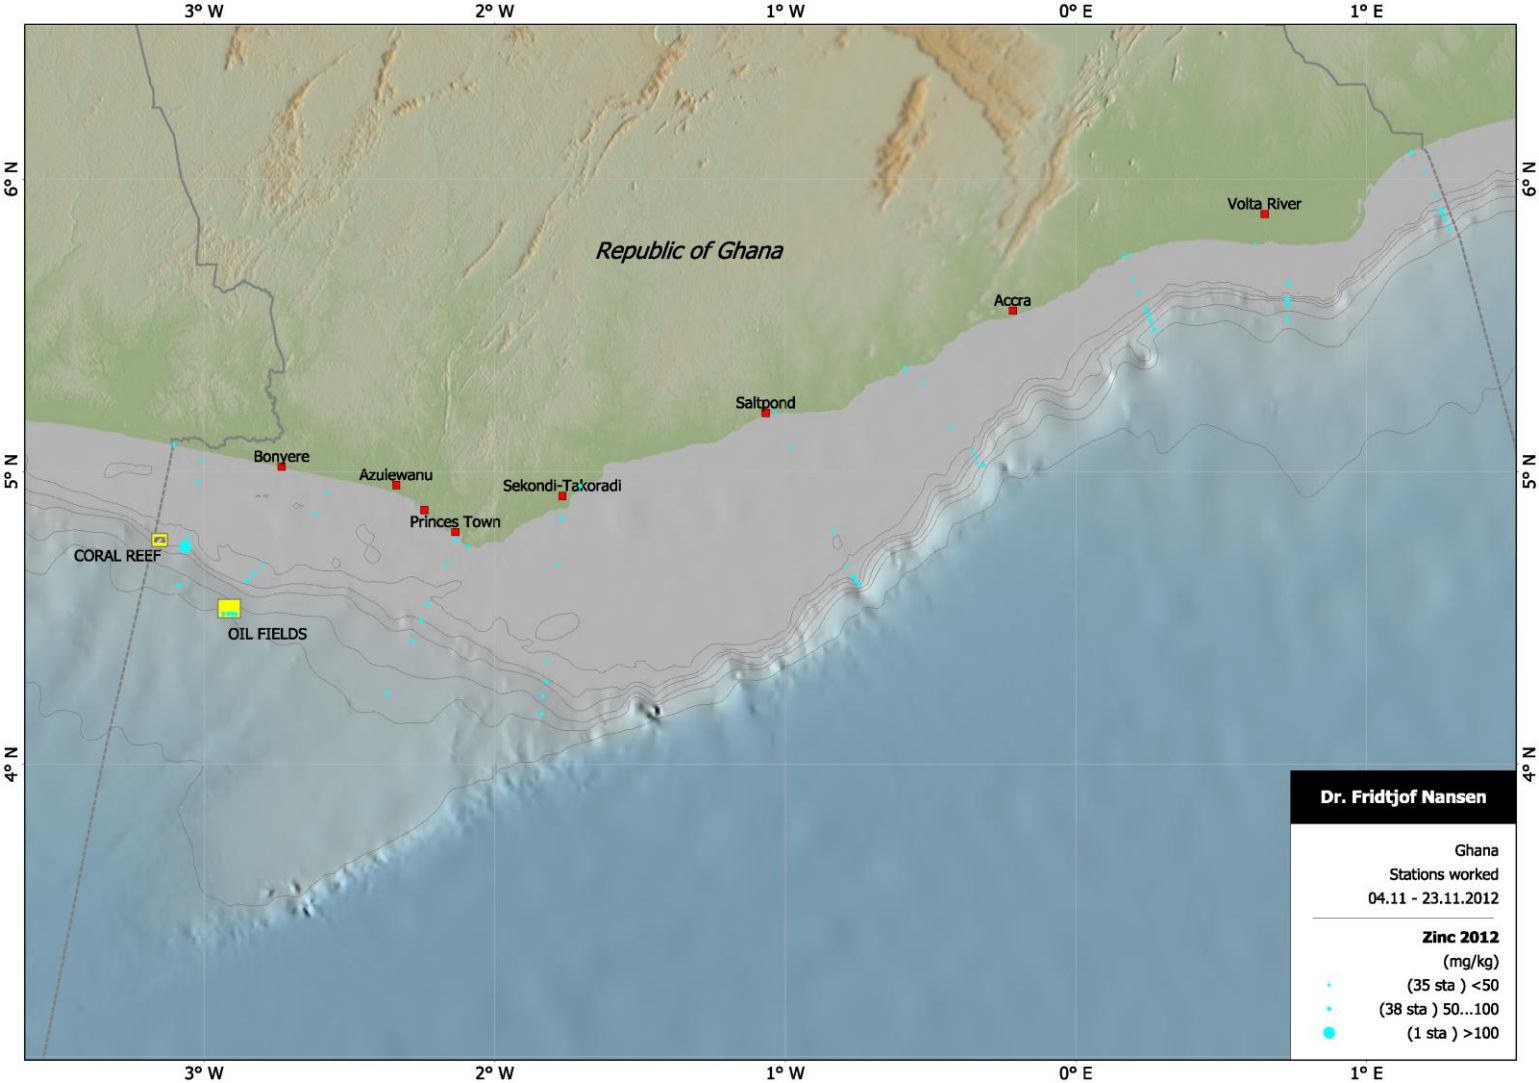 3° W
2° W
1° W
0° E
1° E
6° N
6° N
Volta River
Republic of Ghana
Accra
Saltpond
Bonyere
5° N
5° N
Azulewanu
Sekondi-Takoradi
Princes Town
CORAL REEF
OIL FIELDS
4° N
4° N
Dr. Fridtjof Nansen
Ghana
Stations worked
04.11 - 23.11.2012
Zinc 2012
(mg/kg)
(35 sta ) <50
(38 sta ) 50...100
(1 sta ) >100
3° W
2° W
1° W
0° E
1° E